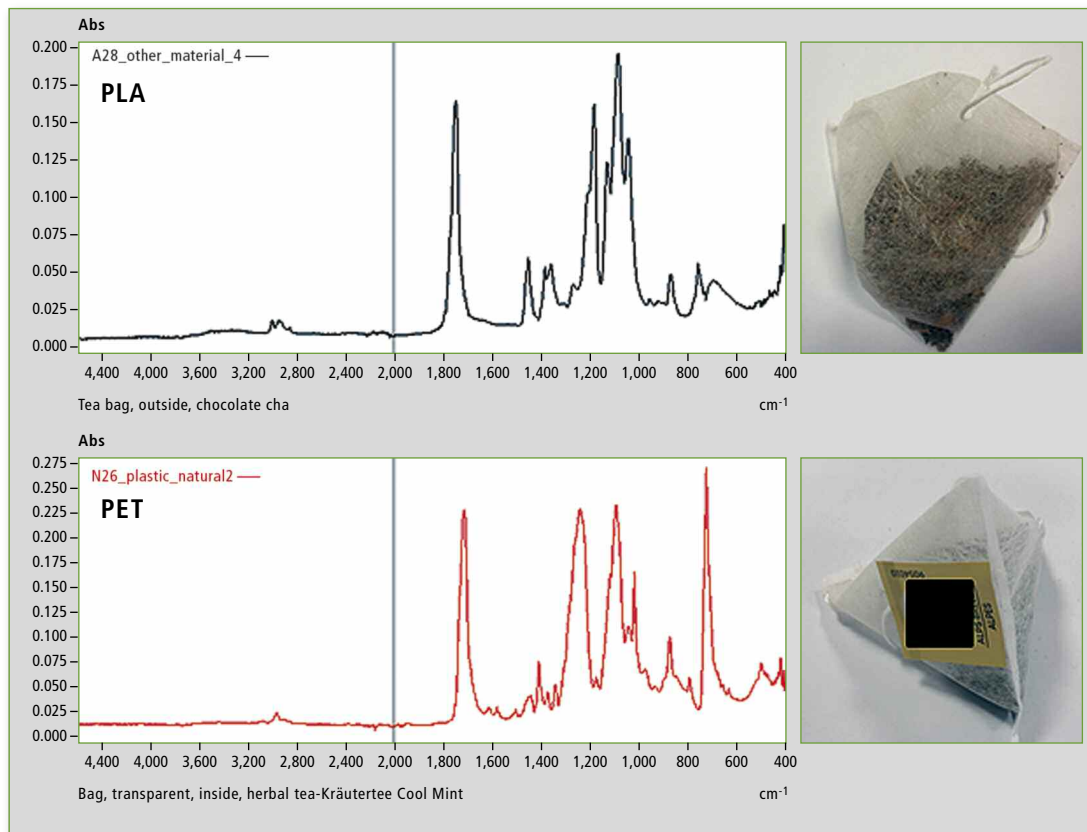 Abs
A28_other_material_4
PLA
0.200
0.175
0.150
0.125
0.100
0.075
0.050
0.025
0.000
4,400 4,000 3,600 3,200 2,800 2,400 2,000 1,800 1,600 1,400 1,200 1,000 800 600 400
Tea bag, outside, chocolate cha cm-1
Abs
N26_plastic_natural2
PET
0.275
0.250
0.225
0.200
0.175
0.150
0.125
0.100
0.075
0.050
0.025
0.000
4,400 4,000 3,600 3,200 2,800 2,400 2,000 1,800 1,600 1,400 1,200 1,000 800 600 400
Bag, transparent, inside, herbal tea-Kräutertee Cool Mint cm-1
ALPES